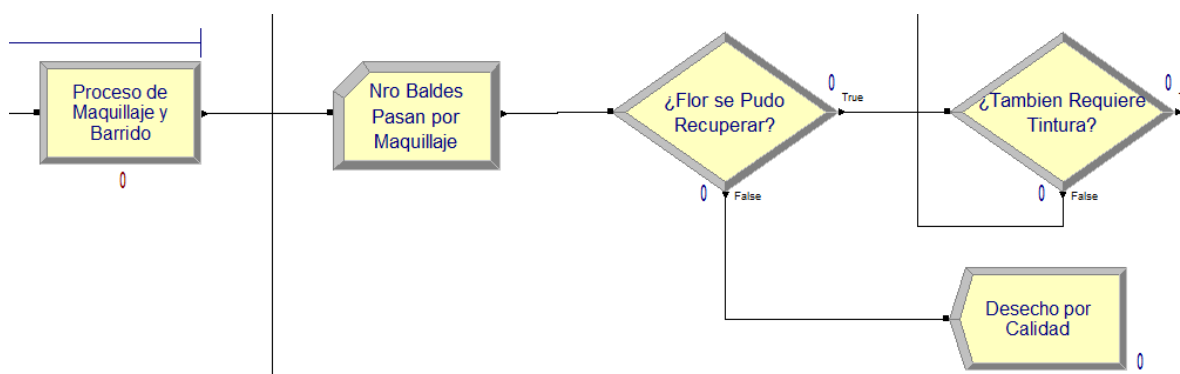 Proceso de
Maquillaje y
Barrido
0
Nro Baldes
Pasan por
Maquillaje
¿Flor se Pudo
Recuperar?
0
True
0
False
¿Tambien Requiere
Tintura?
0
0
False
Desecho por
Calidad
0